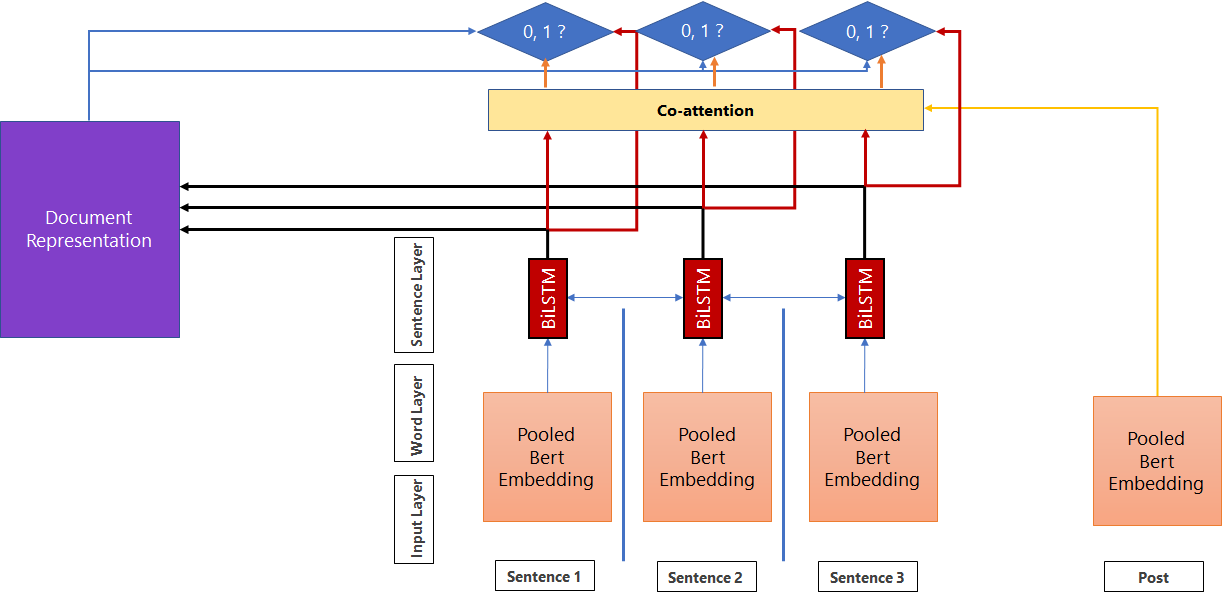 0, 1 ?
0, 1 ?
0, 1 ?
Co-attention
Document
Representation
Sentence Layer
BiLSTM
BiLSTM
BiLSTM
Word Layer
Pooled
Bert
Embedding
Pooled
Bert
Embedding
Pooled
Bert
Embedding
Pooled
Bert
Embedding
Input Layer
Sentence 1
Sentence 2
Sentence 3
Post